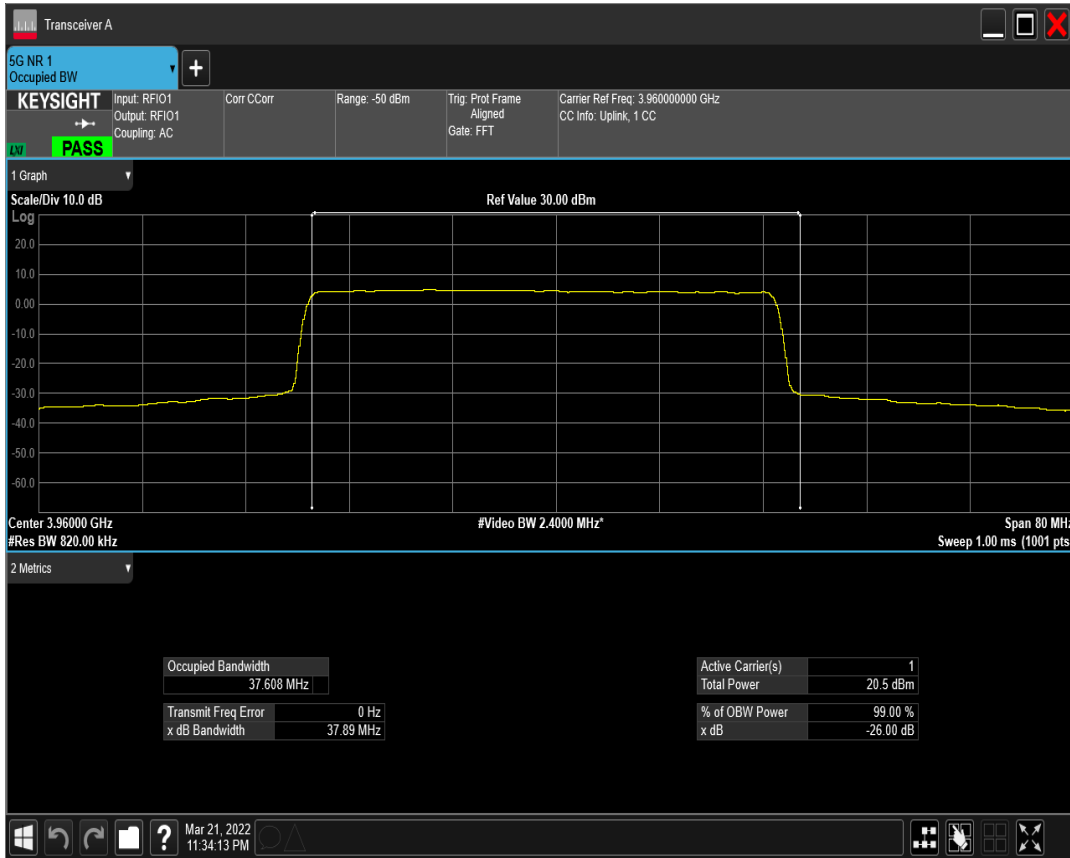 Transceiver A
5G NR 1
Occupied BW
KEYSIGHT
Input: RFIO1
Output: RFIO1
Coupling: AC
Corr CCorr
Range: -50 dBm
Trig: Prot Frame
Aligned
Gate: FFT
Carrier Ref Freq: 3.960000000 GHz
CC Info: Uplink, 1 CC
LXI
PASS
1 Graph
Scale/Div 10.0 dB
Ref Value 30.00 dBm
Log
20.0
10.0
0.00
-10.0
-20.0
-30.0
-40.0
-50.0
-60.0
Center 3.96000 GHz
#Video BW 2.4000 MHz*
Span 80 MHz
#Res BW 820.00 kHz
Sweep 1.00 ms (1001 pts
2 Metrics
Occupied Bandwidth
37.608 MHz
Transmit Freq Error 0 Hz
x dB Bandwidth 37.89 MHz
Active Carrier(s) 1
Total Power 20.5 dBm
% of OBW Power 99.00 %
x dB -26.00 dB
Mar 21, 2022
11:34:13 PM